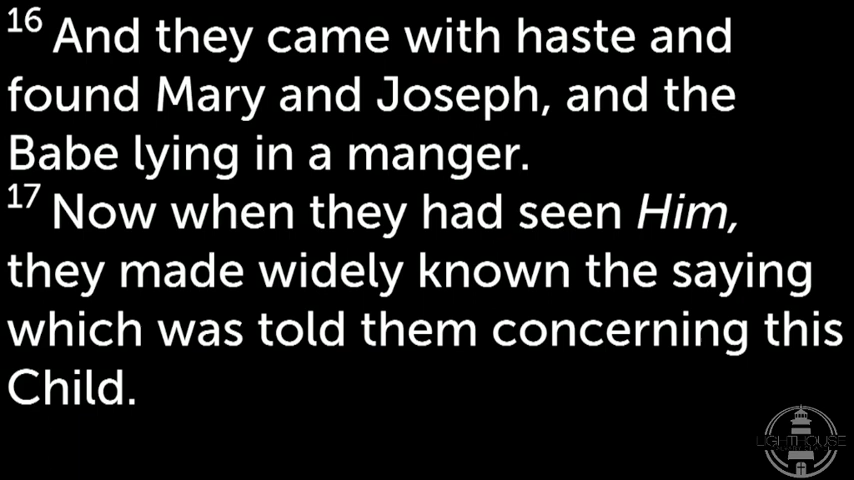 16 And they came with haste and
found Mary and Joseph, and the
Babe lying in a manger.
17 Now when they had seen Him,
they made widely known the saying
which was told them concerning this
Child.
LIGHTHOUSE